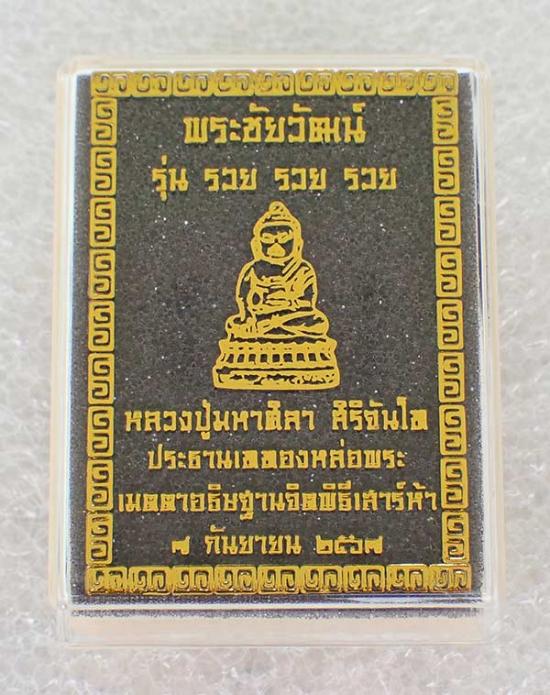 พระชัยวัฒน์
รุ่น รวย รวย รวย
หลวงปู่มหาศิลา สิริจันโท
ประธานเททองหล่อพระ
เมตตาอธิษฐานจิตพิธีเสาร์ห้า
๗ กันยายน ๒๕๖๗